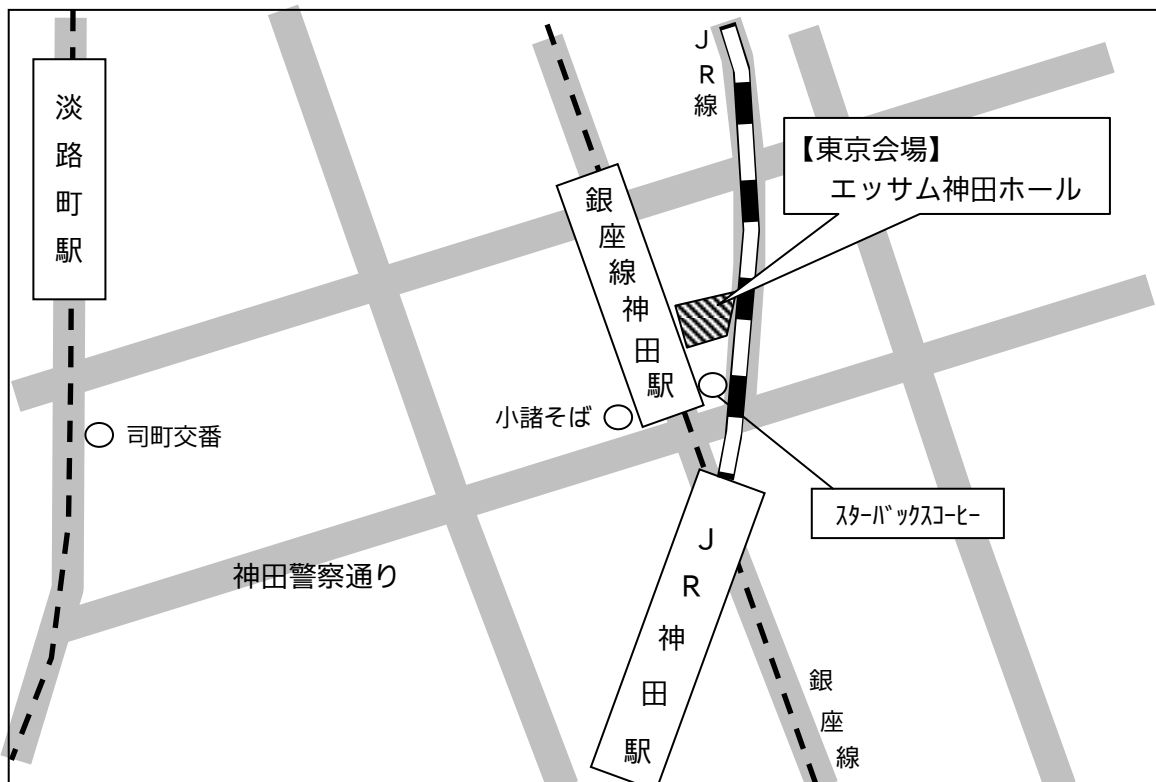 淡路町駅
JR線
【東京会場】
エッサム神田ホール
銀座線神田駅
小諸そば
司町交番
スターバックスコーヒー
神田警察通り
JR神田駅
銀座線